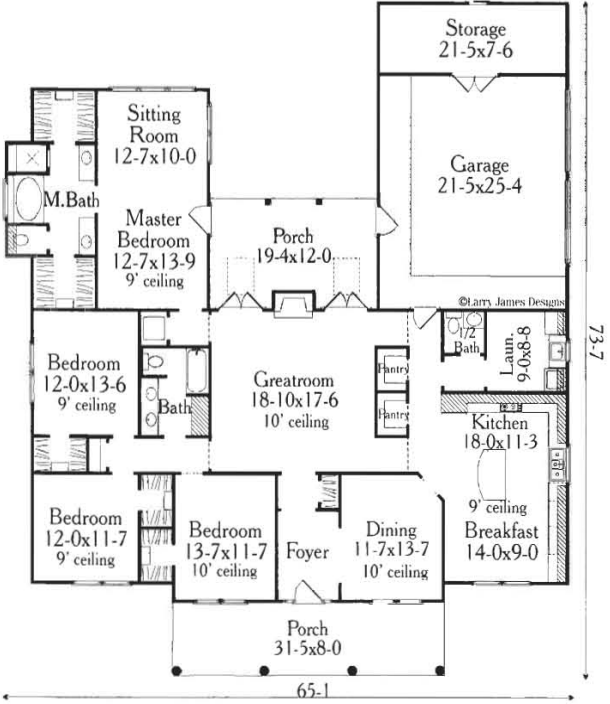 Storage
21-5x7-6
Sitting
Room
12-7x10-0
Garage
21-5x25-4
M.Bath
Master
Bedroom
12-7x13-9
9' ceiling
Porch
19-4x12-0
©Larry James Designs
73-7
Bedroom
12-0x13-6
9' ceiling
Bath
Greatroom
18-10x17-6
10' ceiling
Pantry
Pantry
1/2
Bath
Laun.
9-0x8-8
Kitchen
18-0x11-3
9' ceiling
Breakfast
14-0x9-0
Bedroom
12-0x11-7
9' ceiling
Bedroom
13-7x11-7
10' ceiling
Foyer
Dining
11-7x13-7
10' ceiling
Porch
31-5x8-0
65-1